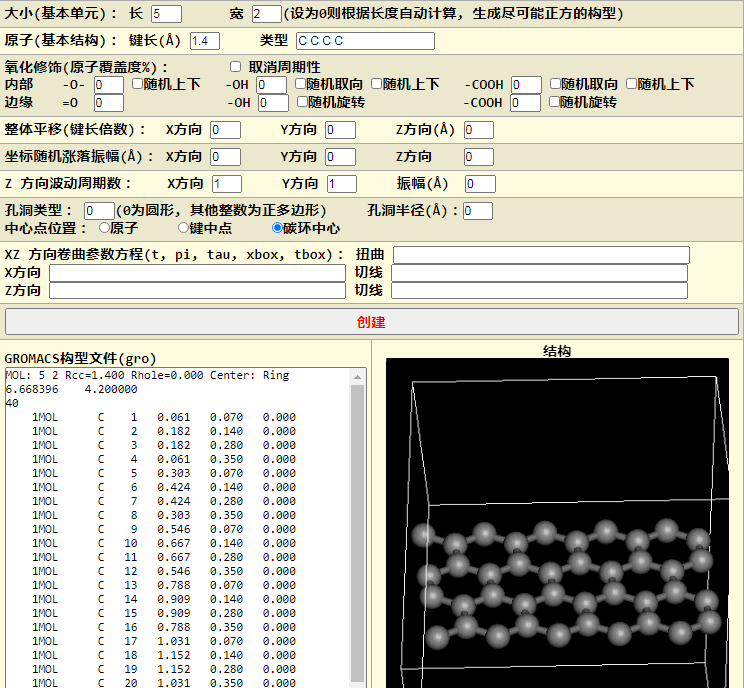 大小(基本单元)： 长 5 宽 2 (设为0则根据长度自动计算, 生成尽可能正方的构型)
原子(基本结构)： 键长(Å) 1.4 类型 C C C C
氧化修饰(原子覆盖度%)： 取消周期性
内部 -O- 0 随机上下 -OH 0 随机取向 随机上下 -COOH 0 随机取向 随机上下
边缘 =O 0 -OH 0 随机旋转 -COOH 0 随机旋转
整体平移(键长倍数)： X方向 0 Y方向 0 Z方向(Å) 0
坐标随机涨落振幅(Å)： X方向 0 Y方向 0 Z方向 0
Z 方向波动周期数： X方向 1 Y方向 1 振幅(Å) 0
孔洞类型： 0 (0为圆形, 其他整数为正多边形) 孔洞半径(Å)：0
中心点位置： 原子 键中点 碳环中心
XZ 方向卷曲参数方程(t, pi, tau, xbox, tbox)： 扭曲
X方向 切线
Z方向 切线
创建
GROMACS构型文件(gro)
MOL: 5 2 Rcc=1.400 Rhole=0.000 Center: Ring
6.668396 4.200000
40
1MOL C 1 0.061 0.070 0.000
1MOL C 2 0.182 0.140 0.000
1MOL C 3 0.182 0.280 0.000
1MOL C 4 0.061 0.350 0.000
1MOL C 5 0.303 0.070 0.000
1MOL C 6 0.424 0.140 0.000
1MOL C 7 0.424 0.280 0.000
1MOL C 8 0.303 0.350 0.000
1MOL C 9 0.546 0.070 0.000
1MOL C 10 0.667 0.140 0.000
1MOL C 11 0.667 0.280 0.000
1MOL C 12 0.546 0.350 0.000
1MOL C 13 0.788 0.070 0.000
1MOL C 14 0.909 0.140 0.000
1MOL C 15 0.909 0.280 0.000
1MOL C 16 0.788 0.350 0.000
1MOL C 17 1.031 0.070 0.000
1MOL C 18 1.152 0.140 0.000
1MOL C 19 1.152 0.280 0.000
1MOL C 20 1.031 0.350 0.000
结构